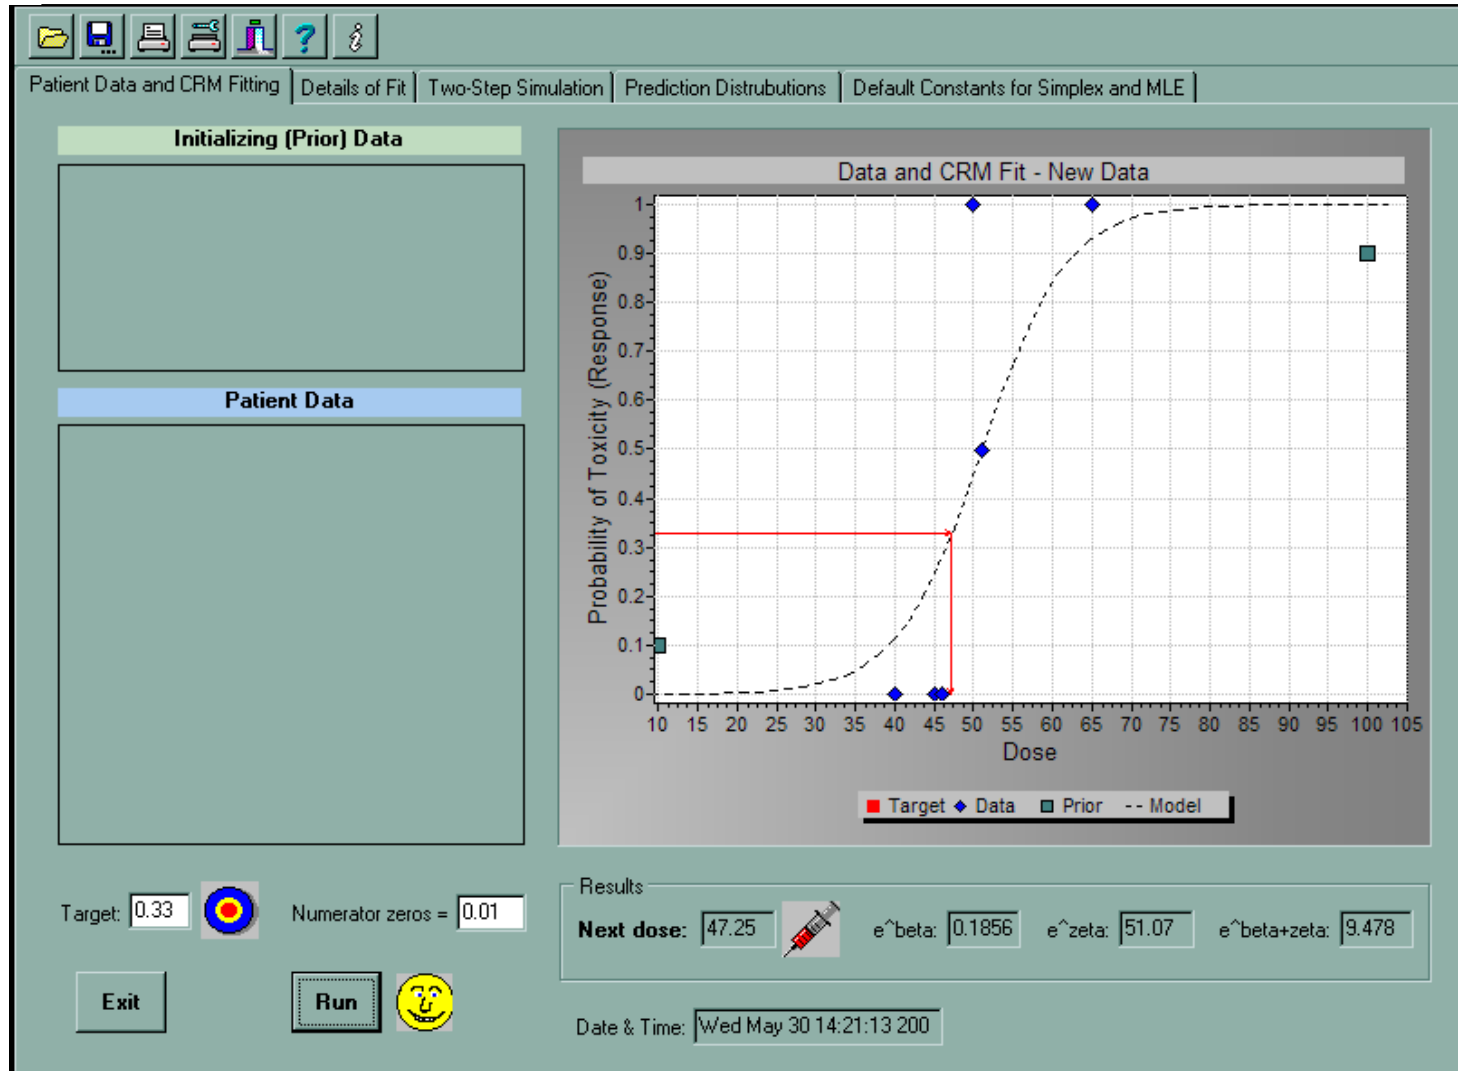 Patient Data and CRM Fitting Details of Fit Two-Step Simulation Prediction Distrubutions Default Constants for Simplex and MLE
Initializing (Prior) Data
Patient Data
Target: 0.33 Numerator zeros = 0.01
Exit Run
Data and CRM Fit - New Data
Probability of Toxicity (Response)
1
0.9
0.8
0.7
0.6
0.5
0.4
0.3
0.2
0.1
0
10 15 20 25 30 35 40 45 50 55 60 65 70 75 80 85 90 95 100 105
Dose
Target Data Prior -- Model
Results
Next dose: 47.25 e^beta: 0.1856 e^zeta: 51.07 e^beta+zeta: 9.478
Date & Time: Wed May 30 14:21:13 200